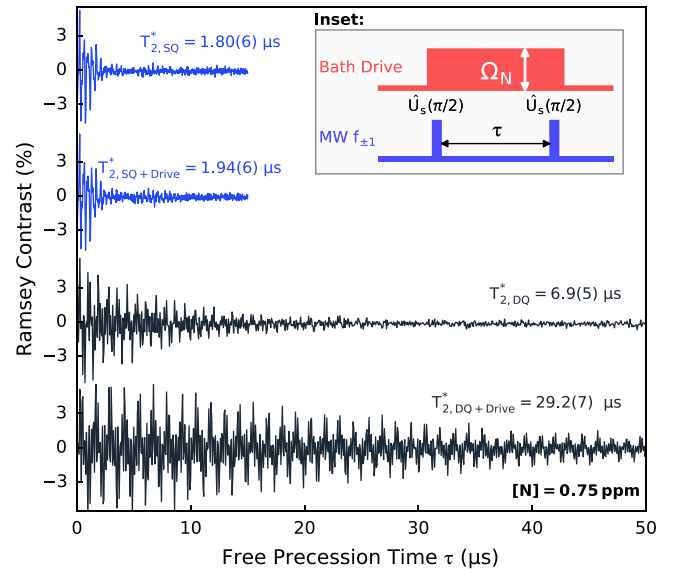 Inset:
Bath Drive
Ω_N
Û_s(π/2) Û_s(π/2)
MW f_±1
τ
T*_2,SQ = 1.80(6) μs
3
0
−3
T*_2,SQ+Drive = 1.94(6) μs
3
0
−3
T*_2,DQ = 6.9(5) μs
3
0
−3
T*_2,DQ+Drive = 29.2(7) μs
3
0
−3
[N] = 0.75 ppm
Ramsey Contrast (%)
0 10 20 30 40 50
Free Precession Time τ (μs)